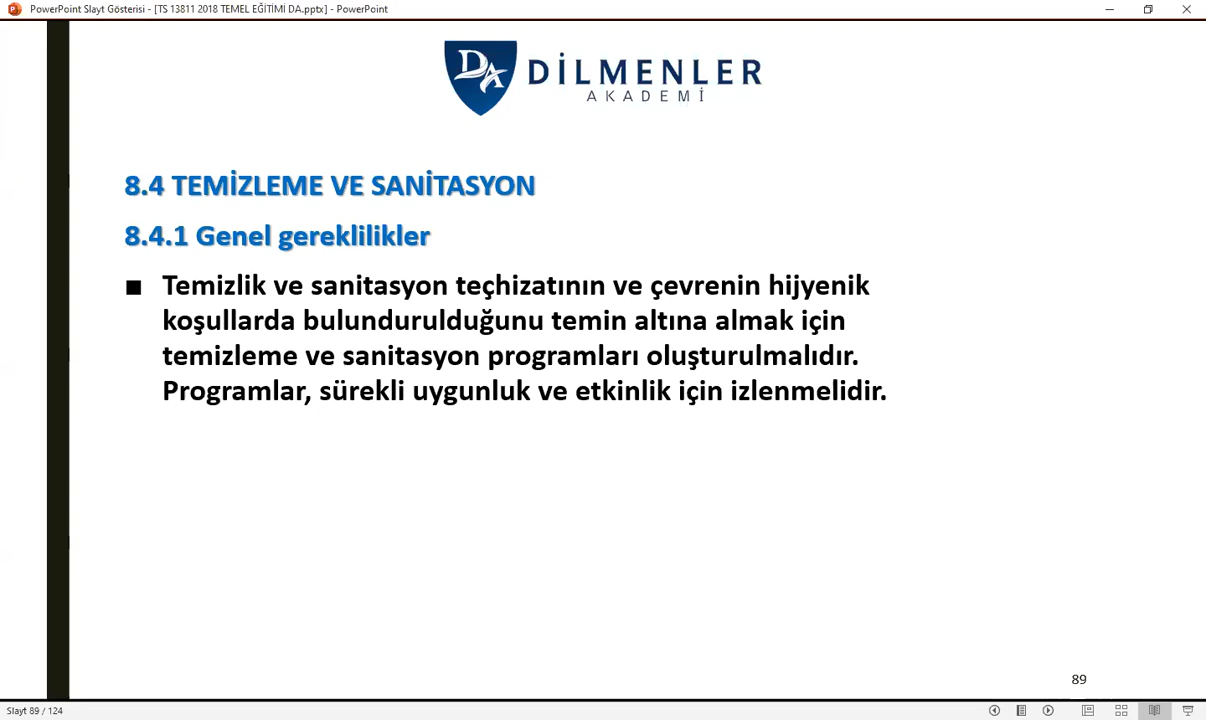 PowerPoint Slayt Gösterisi - [TS 13811 2018 TEMEL EĞİTİMİ DA.pptx] - PowerPoint
DA DİLMENLER
AKADEMİ
8.4 TEMİZLEME VE SANİTASYON
8.4.1 Genel gereklilikler
■ Temizlik ve sanitasyon teçhizatının ve çevrenin hijyenik
koşullarda bulundurulduğunu temin altına almak için
temizleme ve sanitasyon programları oluşturulmalıdır.
Programlar, sürekli uygunluk ve etkinlik için izlenmelidir.
89
Slayt 89 / 124